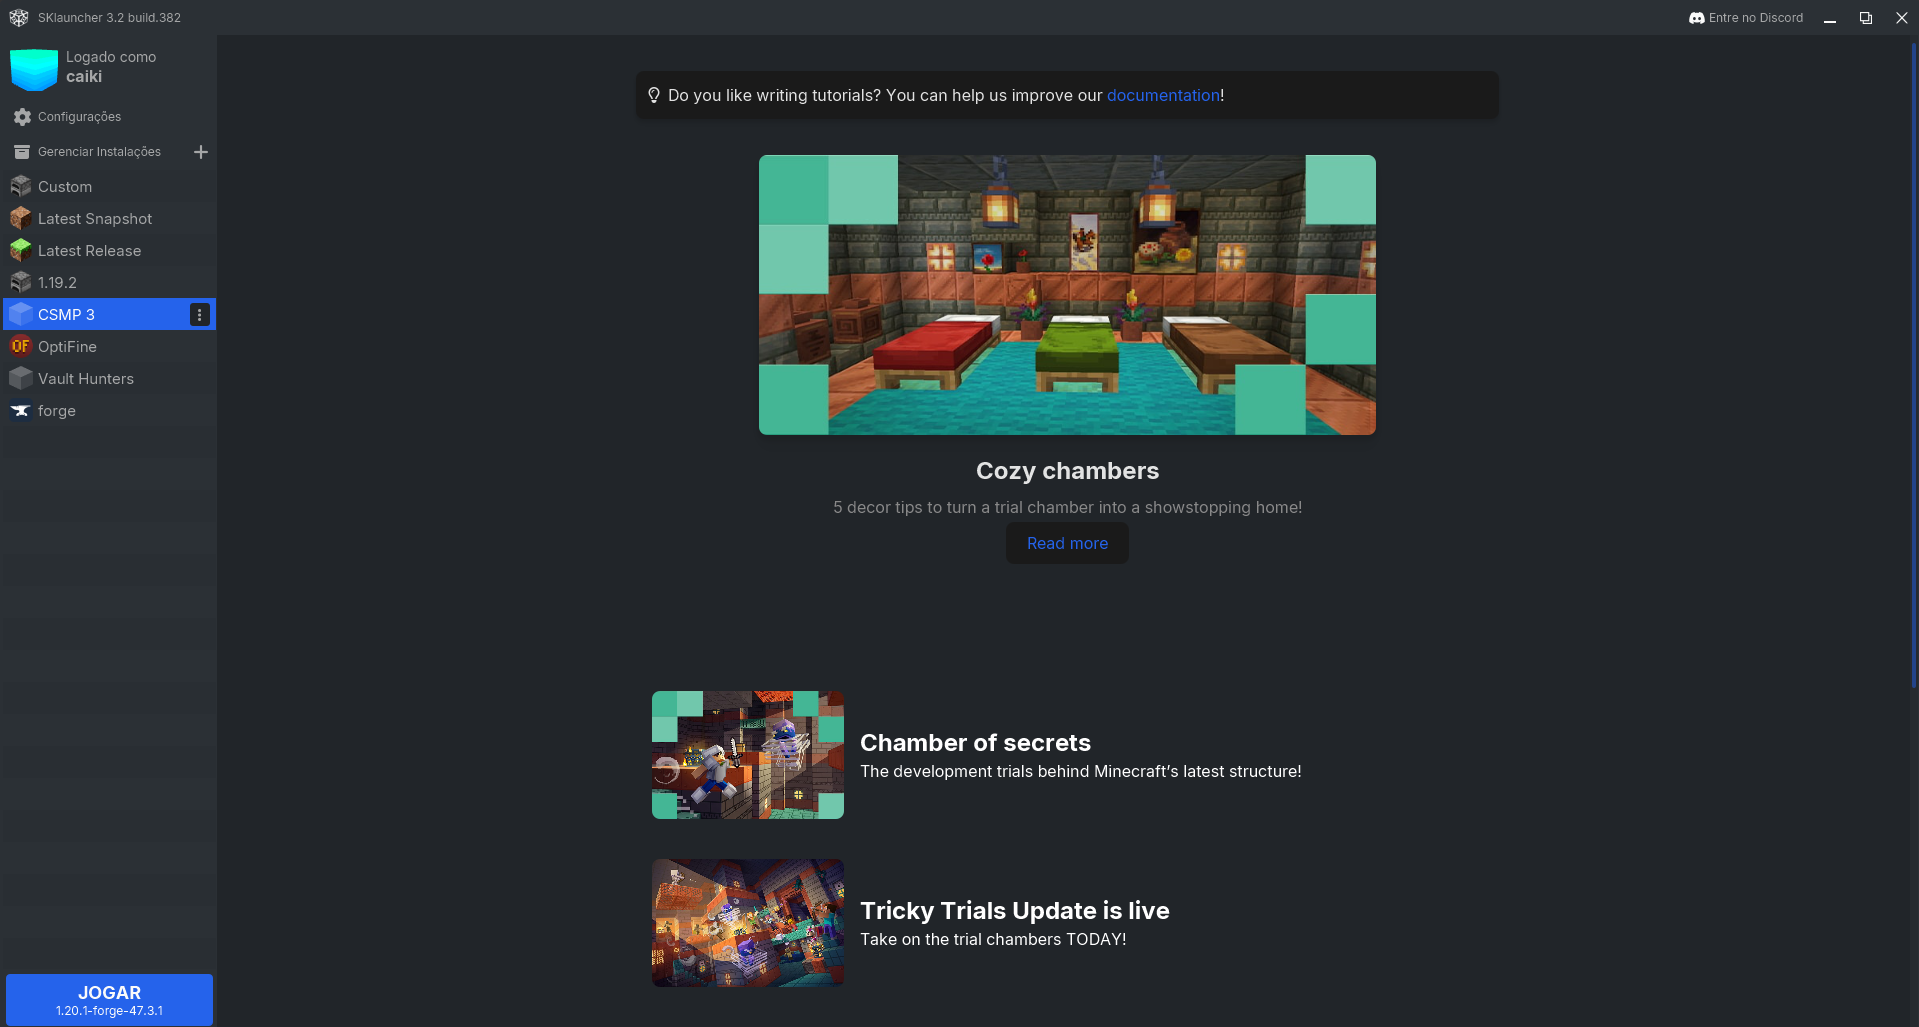 SKlauncher 3.2 build.382
Entre no Discord
Logado como
caiki
Configurações
Gerenciar Instalações
Custom
Latest Snapshot
Latest Release
1.19.2
CSMP 3
OptiFine
Vault Hunters
forge
JOGAR
1.20.1-forge-47.3.1
Do you like writing tutorials? You can help us improve our documentation!
Cozy chambers
5 decor tips to turn a trial chamber into a showstopping home!
Read more
Chamber of secrets
The development trials behind Minecraft’s latest structure!
Tricky Trials Update is live
Take on the trial chambers TODAY!